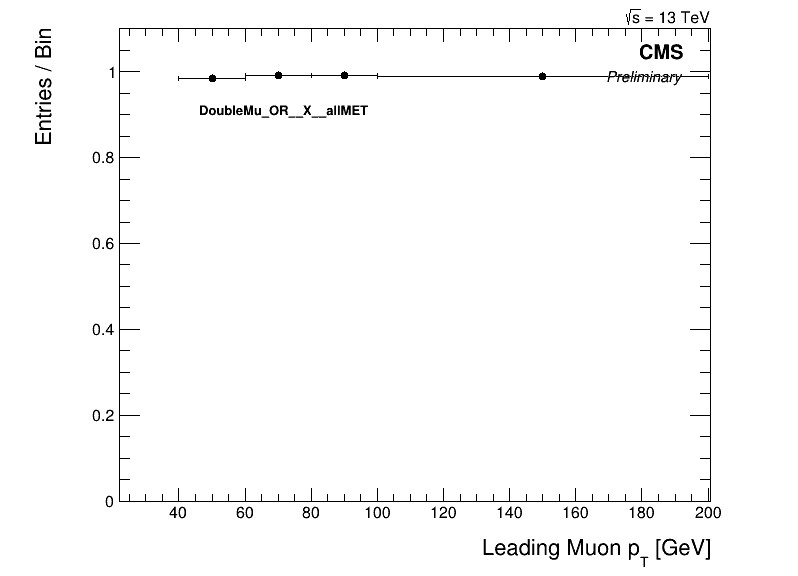 √s = 13 TeV
Entries / Bin
CMS
Preliminary
DoubleMu_OR__X__allMET
1
0.8
0.6
0.4
0.2
0
40 60 80 100 120 140 160 180 200
Leading Muon pT [GeV]